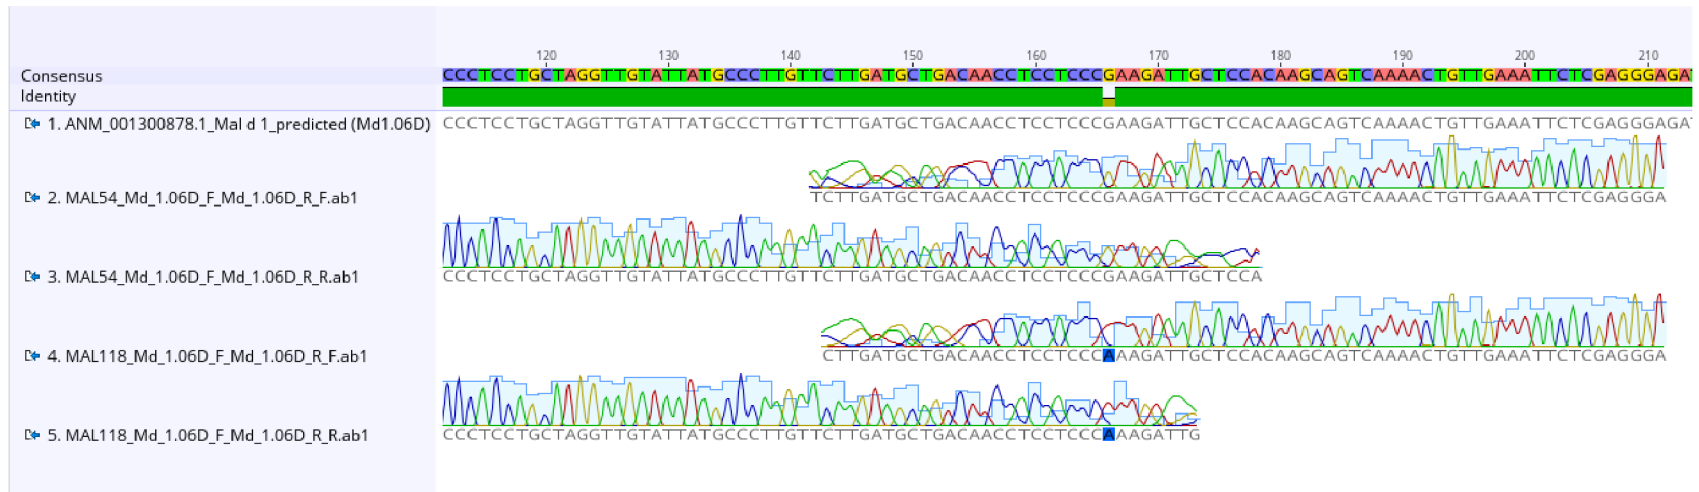 120 130 140 150 160 170 180 190 200 210
Consensus CCCTCCTGCTAGGTTGTATTATGCCCTTGTTCTTGATGCTGACAACCTCCTCCCGAAGATTGCTCCACAAGCAGTCAAAACTGTTGAAATTCTCGAGGGAGA
Identity
1. ANM_001300878.1_Mal d 1_predicted (Md1.06D) CCCTCCTGCTAGGTTGTATTATGCCCTTGTTCTTGATGCTGACAACCTCCTCCCGAAGATTGCTCCACAAGCAGTCAAAACTGTTGAAATTCTCGAGGGAGA
2. MAL54_Md_1.06D_F_Md_1.06D_R_F.ab1 TCTTGATGCTGACAACCTCCTCCCGAAGATTGCTCCACAAGCAGTCAAAACTGTTGAAATTCTCGAGGGA
3. MAL54_Md_1.06D_F_Md_1.06D_R_R.ab1 CCCTCCTGCTAGGTTGTATTATGCCCTTGTTCTTGATGCTGACAACCTCCTCCCGAAGATTGCTCCA
4. MAL118_Md_1.06D_F_Md_1.06D_R_F.ab1 CTTGATGCTGACAACCTCCTCCCAAAGATTGCTCCACAAGCAGTCAAAACTGTTGAAATTCTCGAGGGA
5. MAL118_Md_1.06D_F_Md_1.06D_R_R.ab1 CCCTCCTGCTAGGTTGTATTATGCCCTTGTTCTTGATGCTGACAACCTCCTCCCAAAGATTG